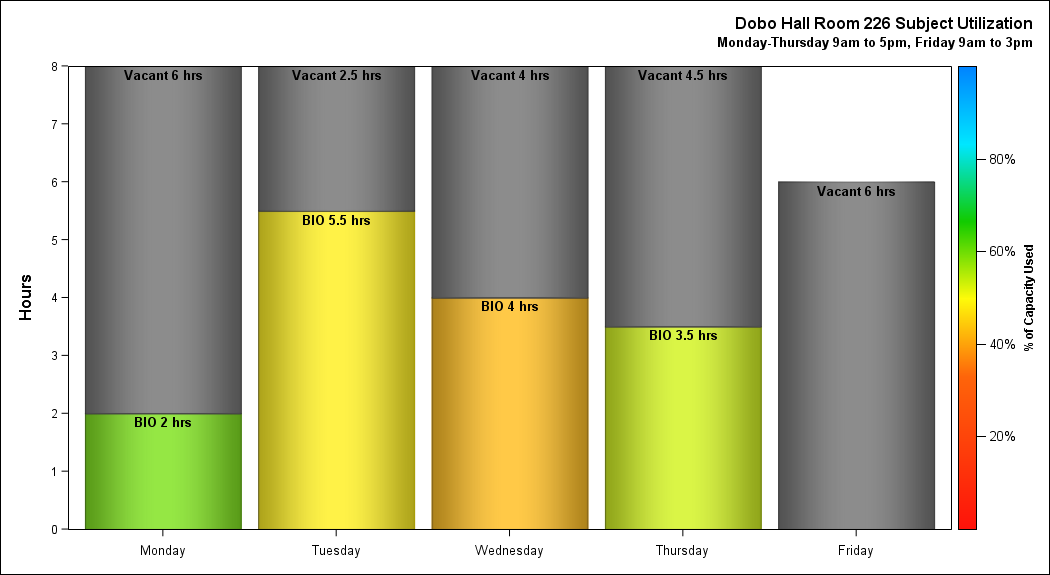 Dobo Hall Room 226 Subject Utilization
Monday-Thursday 9am to 5pm, Friday 9am to 3pm
8
7
6
5
4
3
2
1
0
Hours
Vacant 6 hrs
Vacant 2.5 hrs
Vacant 4 hrs
Vacant 4.5 hrs
Vacant 6 hrs
BIO 5.5 hrs
BIO 4 hrs
BIO 3.5 hrs
BIO 2 hrs
Monday
Tuesday
Wednesday
Thursday
Friday
80%
60%
40%
20%
% of Capacity Used